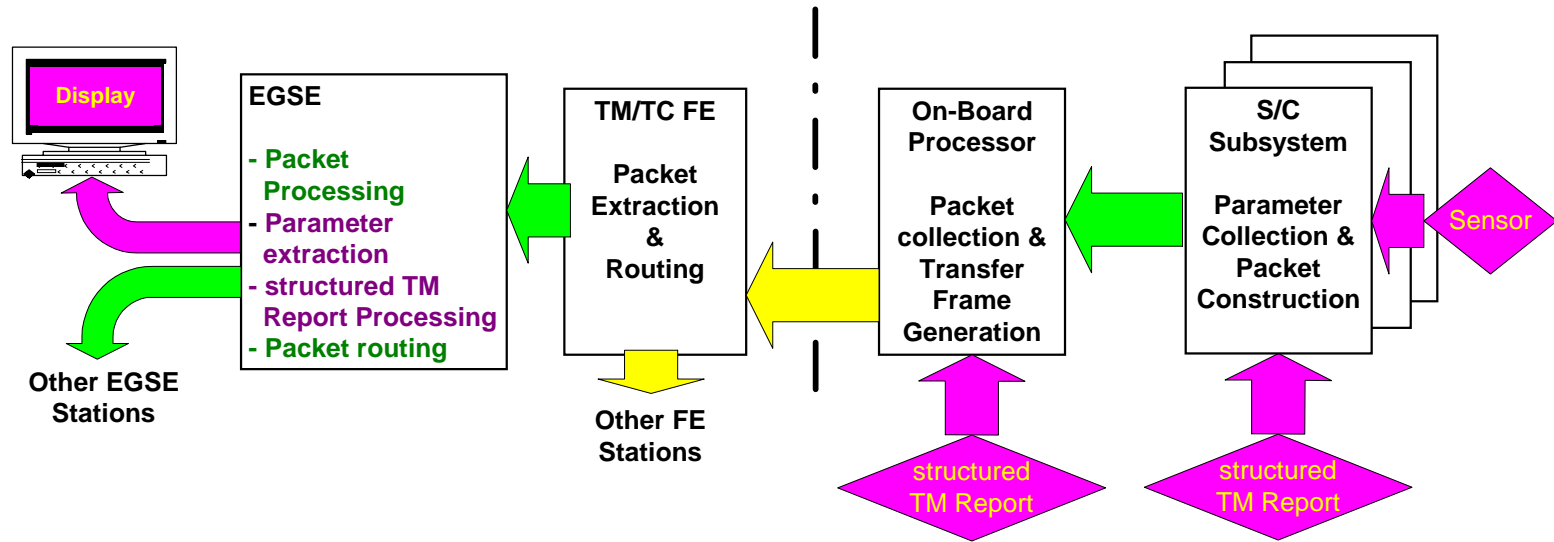 Display
EGSE
- Packet
Processing
- Parameter
extraction
- structured TM
Report Processing
- Packet routing
Other EGSE
Stations
TM/TC FE
Packet
Extraction
&
Routing
Other FE
Stations
On-Board
Processor
Packet
collection &
Transfer
Frame
Generation
structured
TM Report
S/C
Subsystem
Parameter
Collection &
Packet
Construction
structured
TM Report
Sensor